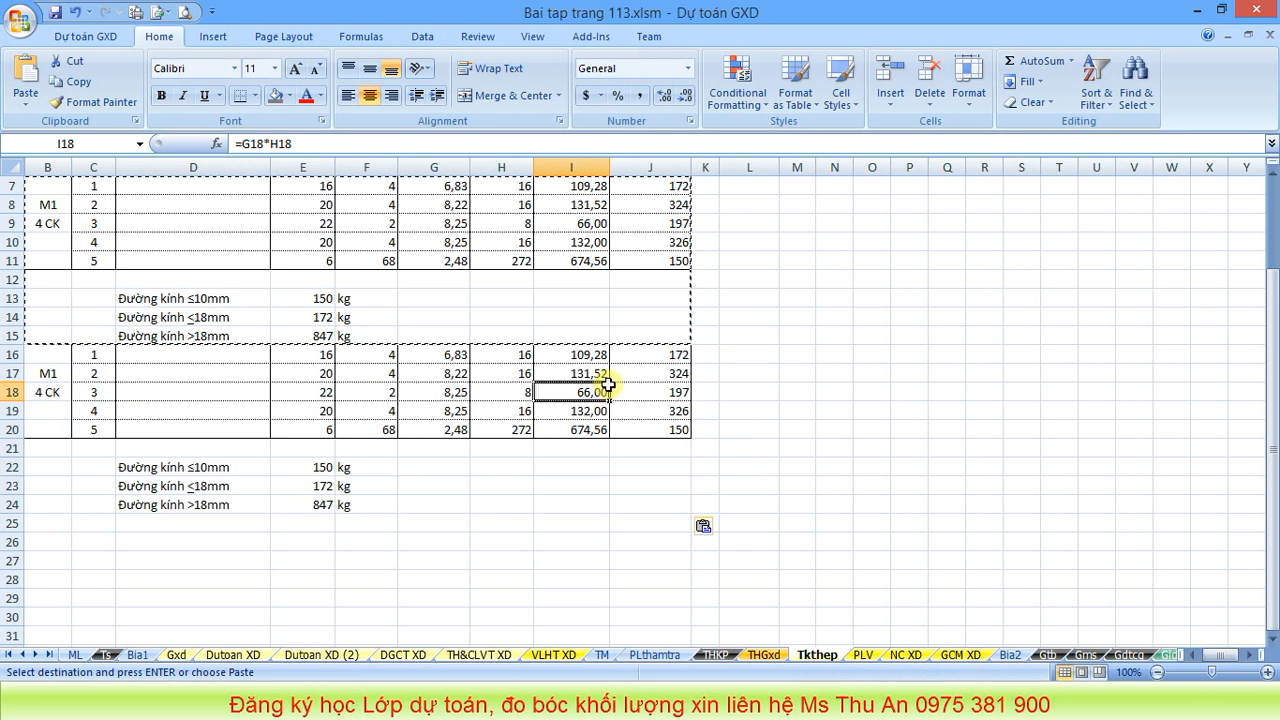 Bai tap trang 113.xlsm - Dự toán GXD
Dự toán GXD Home Insert Page Layout Formulas Data Review View Add-Ins Team
Paste Cut Copy Format Painter Clipboard
Calibri 11 B I U A A A Font
Wrap Text Merge & Center Alignment
General $ % , Number
Conditional Formatting Format as Table Cell Styles Styles
Insert Delete Format Cells
Σ AutoSum Fill Clear Sort & Filter Find & Select Editing
I18 fx =G18*H18
B C D E F G H I J K L M N O P Q R S T U V W X Y
7 1 16 4 6,83 16 109,28 172
8 M1 2 20 4 8,22 16 131,52 324
9 4 CK 3 22 2 8,25 8 66,00 197
10 4 20 4 8,25 16 132,00 326
11 5 6 68 2,48 272 674,56 150
12
13 Đường kính ≤10mm 150 kg
14 Đường kính ≤18mm 172 kg
15 Đường kính >18mm 847 kg
16 1 16 4 6,83 16 109,28 172
17 M1 2 20 4 8,22 16 131,52 324
18 4 CK 3 22 2 8,25 8 66,00 197
19 4 20 4 8,25 16 132,00 326
20 5 6 68 2,48 272 674,56 150
21
22 Đường kính ≤10mm 150 kg
23 Đường kính ≤18mm 172 kg
24 Đường kính >18mm 847 kg
25
26
27
28
29
30
31
ML Ts Bia1 Gxd Dutoan XD Dutoan XD (2) DGCT XD TH&CLVT XD VLHT XD TM PLthamtra THKP THGxd Tkthep PLV NC XD GCM XD Bia2 Gtb Gms Gdtcq
Select destination and press ENTER or choose Paste 100%
Đăng ký học Lớp dự toán, đo bóc khối lượng xin liên hệ Ms Thu An 0975 381 900